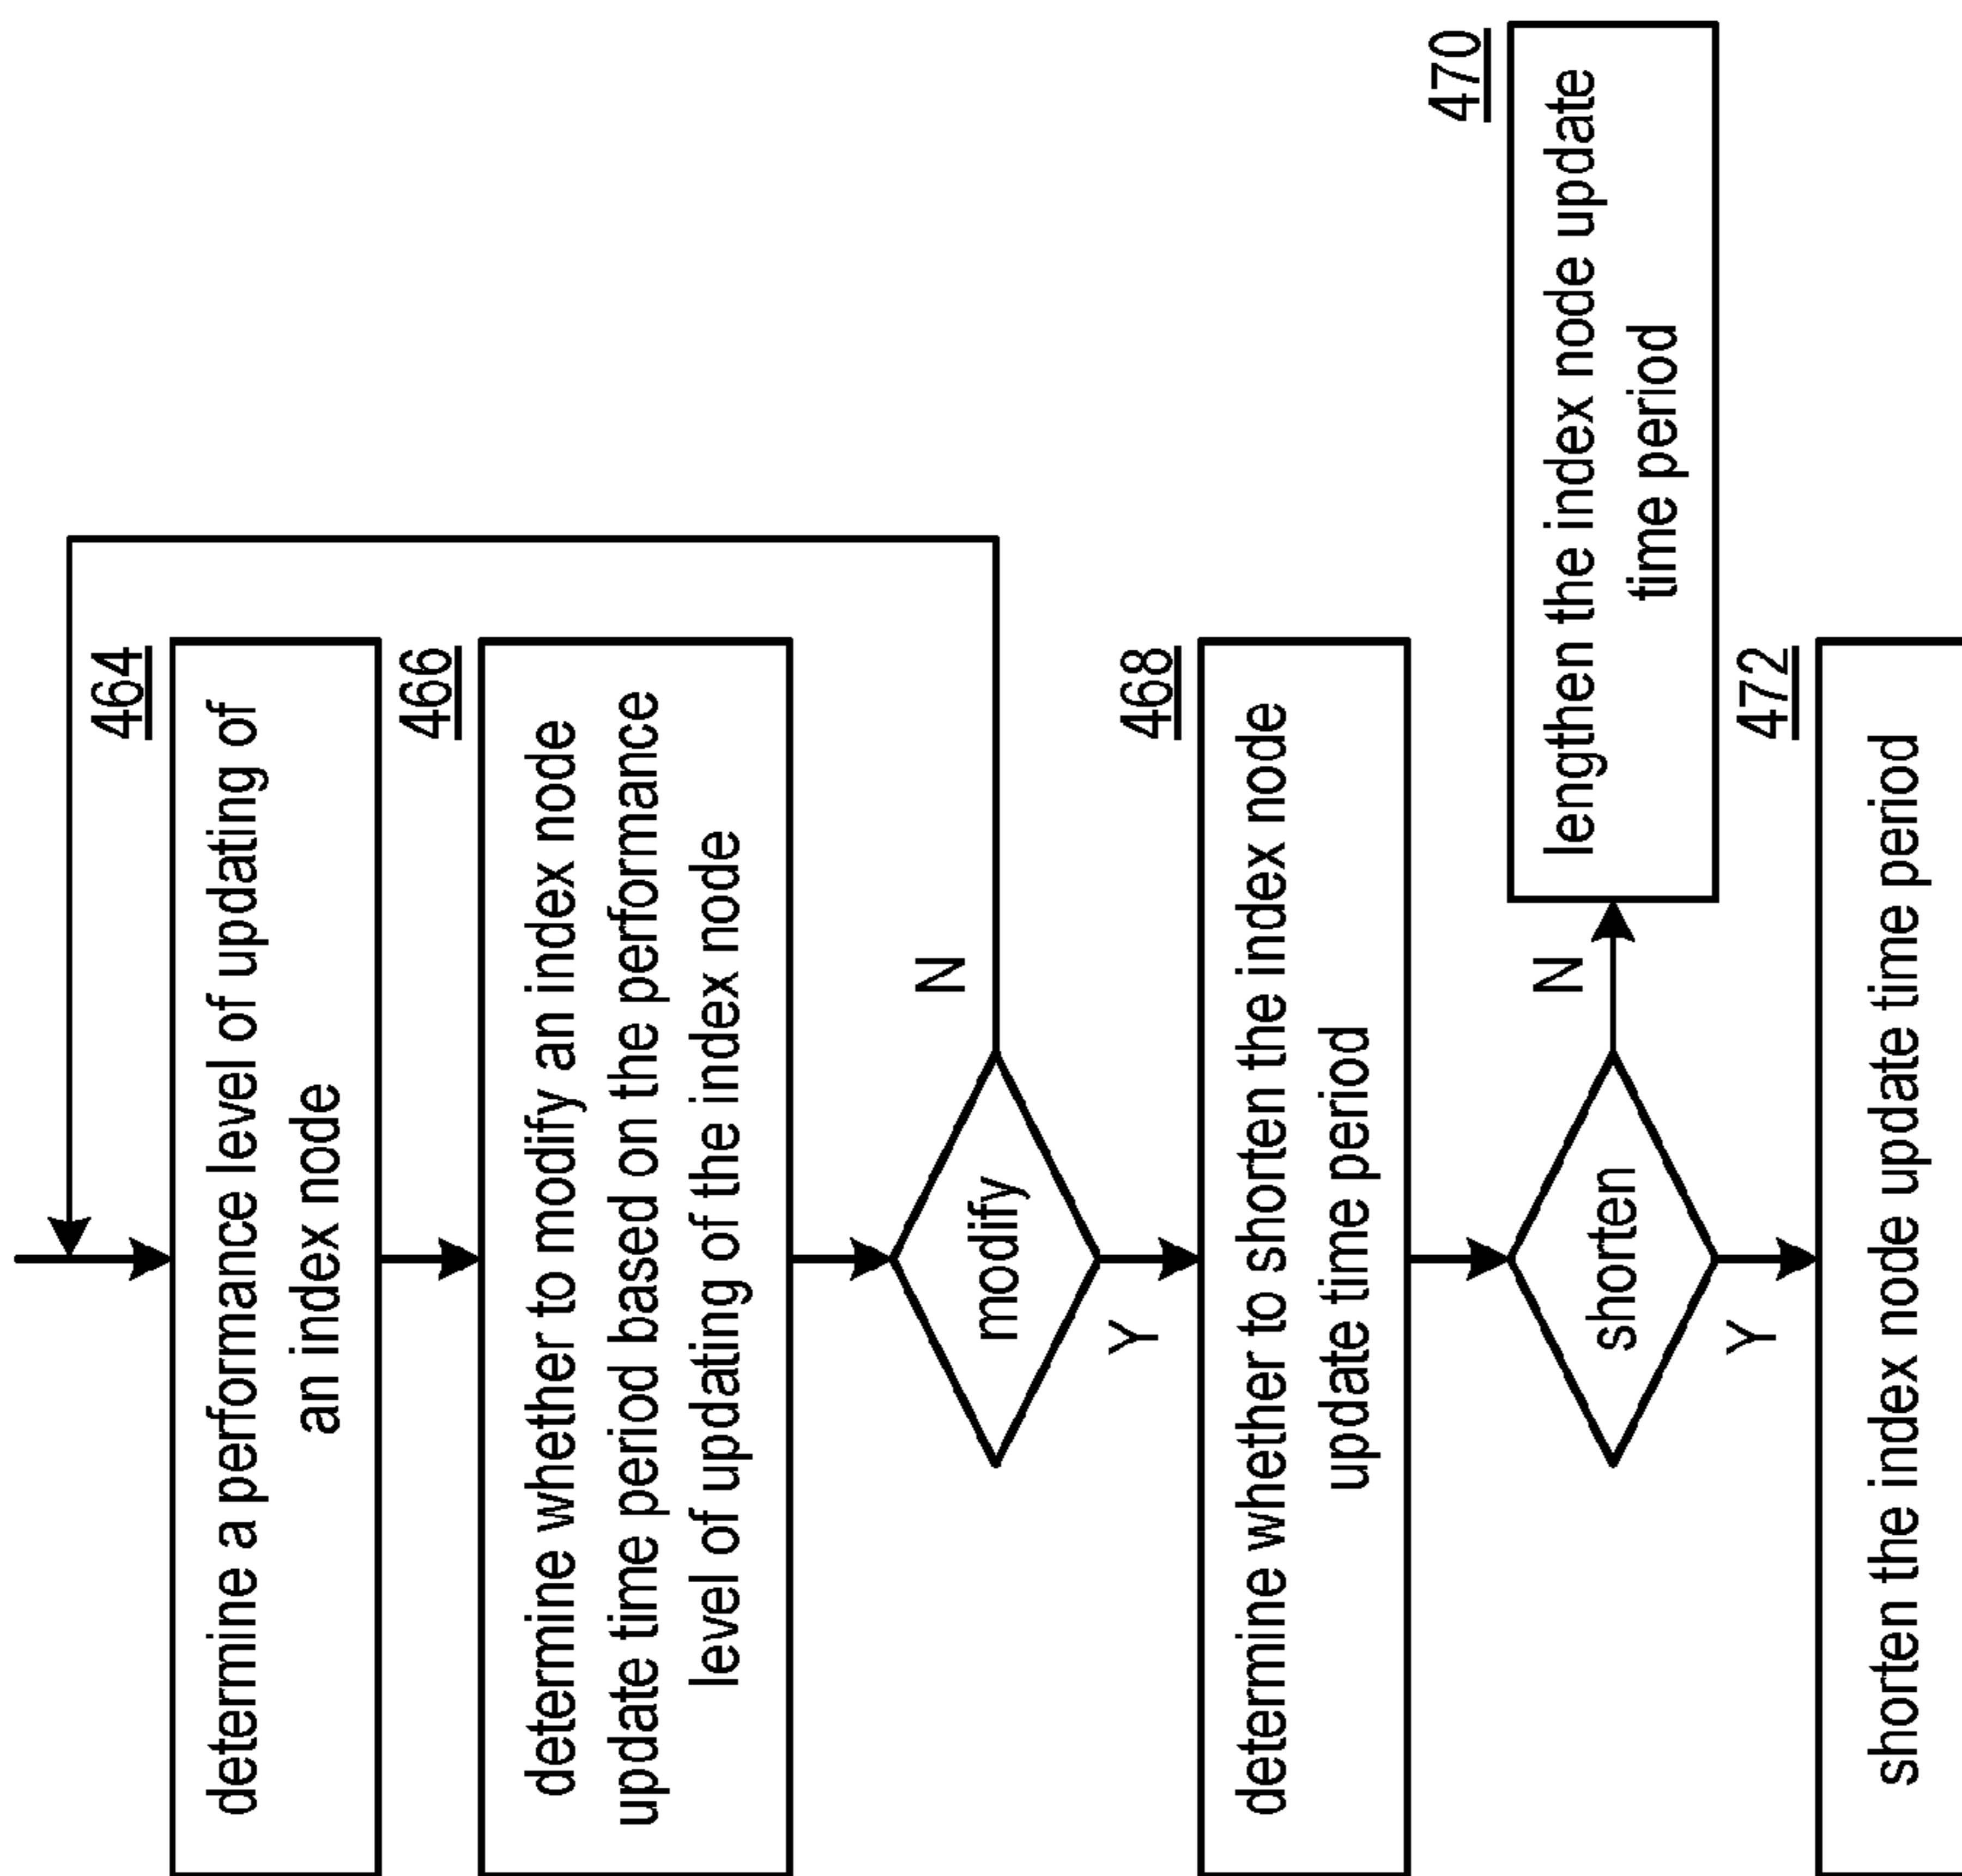 464
determine a performance level of updating of
an index node
466
determine whether to modify an index node
update time period based on the performance
level of updating of the index node
modify
N
Y
468
determine whether to shorten the index node
update time period
shorten
N
470
lengthen the index node update
time period
Y
472
shorten the index node update time period